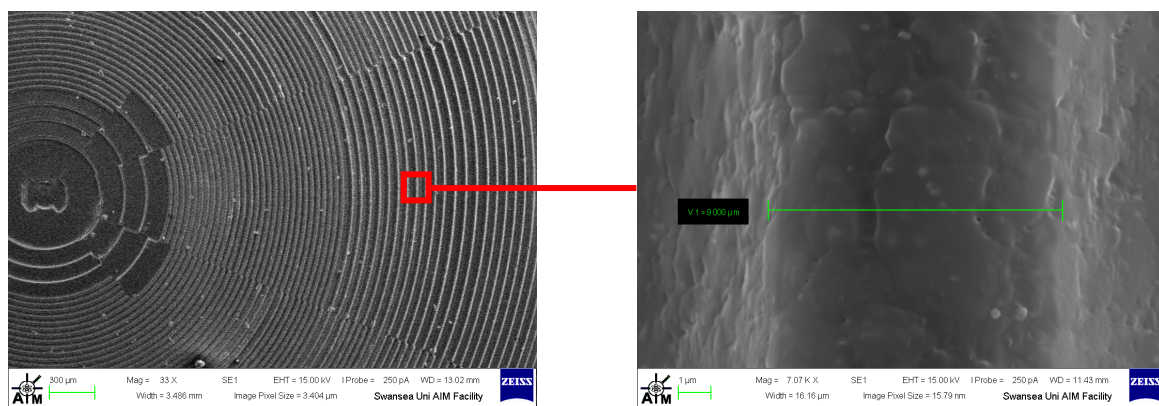 300 µm
Mag = 33 X
SE1
EHT = 15.00 kV
I Probe = 250 pA
WD = 13.02 mm
ZEISS
AIM
Width = 3.486 mm
Image Pixel Size = 3.404 µm
Swansea Uni AIM Facility
V 1 = 9.000 µm
1 µm
Mag = 7.07 K X
SE1
EHT = 15.00 kV
I Probe = 250 pA
WD = 11.43 mm
ZEISS
AIM
Width = 16.16 µm
Image Pixel Size = 15.79 nm
Swansea Uni AIM Facility